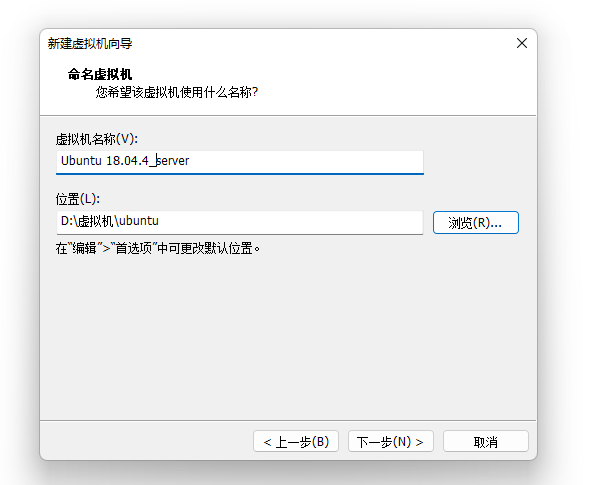 新建虚拟机向导
命名虚拟机
您希望该虚拟机使用什么名称?
虚拟机名称(V):
Ubuntu 18.04.4_server
位置(L):
D:\虚拟机\ubuntu
浏览(R)...
在“编辑”>“首选项”中可更改默认位置。
< 上一步(B)
下一步(N) >
取消